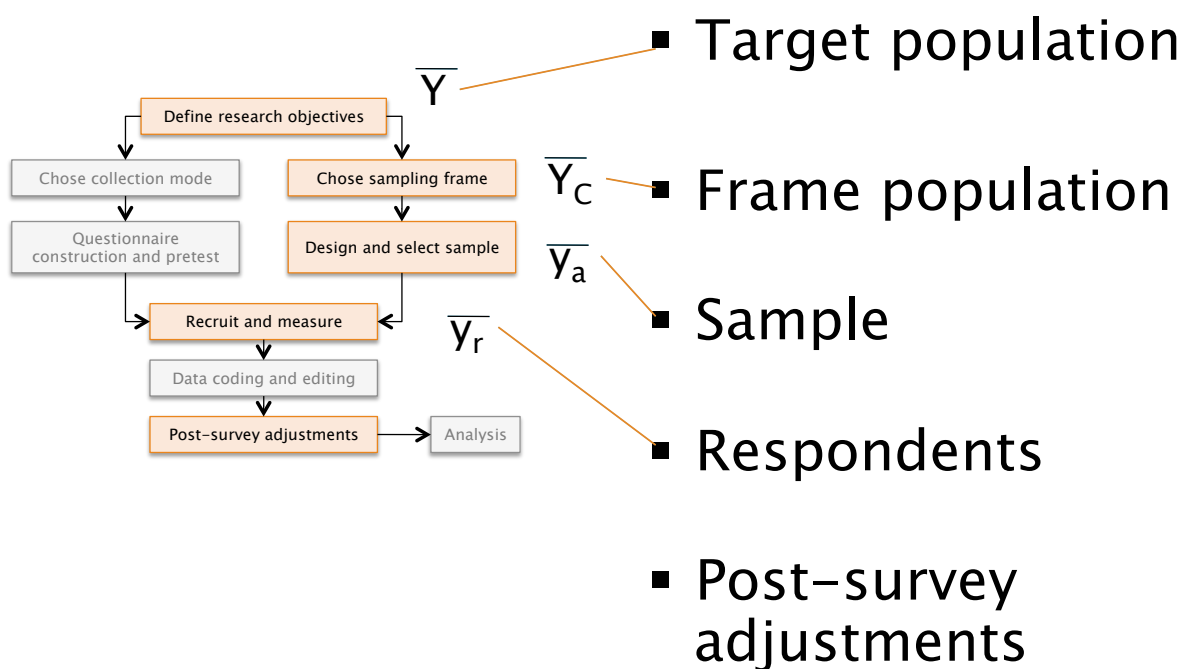 Define research objectives
Chose collection mode
Chose sampling frame
Questionnaire
construction and pretest
Design and select sample
Recruit and measure
Data coding and editing
Post-survey adjustments
Analysis
Y
Y_C
y_a
y_r
▪ Target population
▪ Frame population
▪ Sample
▪ Respondents
▪ Post-survey
adjustments